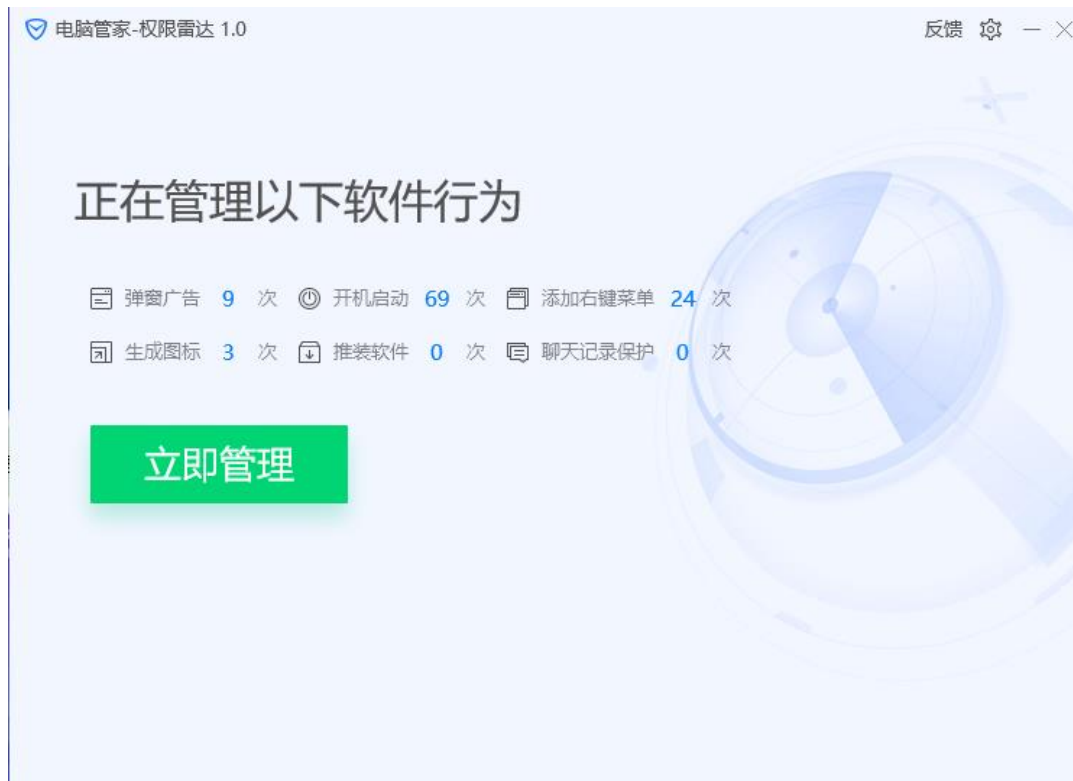 电脑管家-权限雷达 1.0 反馈
正在管理以下软件行为
弹窗广告 9 次 开机启动 69 次 添加右键菜单 24 次
生成图标 3 次 推装软件 0 次 聊天记录保护 0 次
立即管理